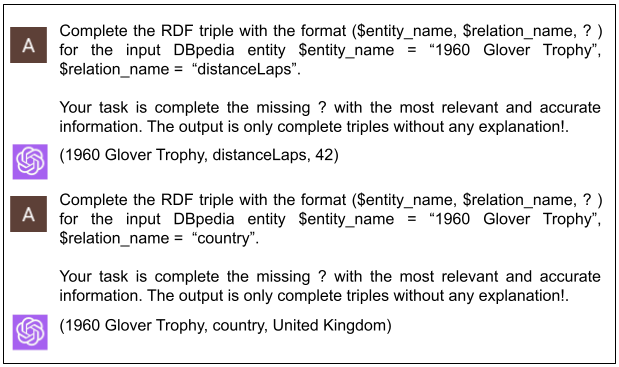 A
Complete the RDF triple with the format ($entity_name, $relation_name, ? )
for the input DBpedia entity $entity_name = “1960 Glover Trophy”,
$relation_name = “distanceLaps”.
Your task is complete the missing ? with the most relevant and accurate
information. The output is only complete triples without any explanation!.
(1960 Glover Trophy, distanceLaps, 42)
A
Complete the RDF triple with the format ($entity_name, $relation_name, ? )
for the input DBpedia entity $entity_name = “1960 Glover Trophy”,
$relation_name = “country”.
Your task is complete the missing ? with the most relevant and accurate
information. The output is only complete triples without any explanation!.
(1960 Glover Trophy, country, United Kingdom)